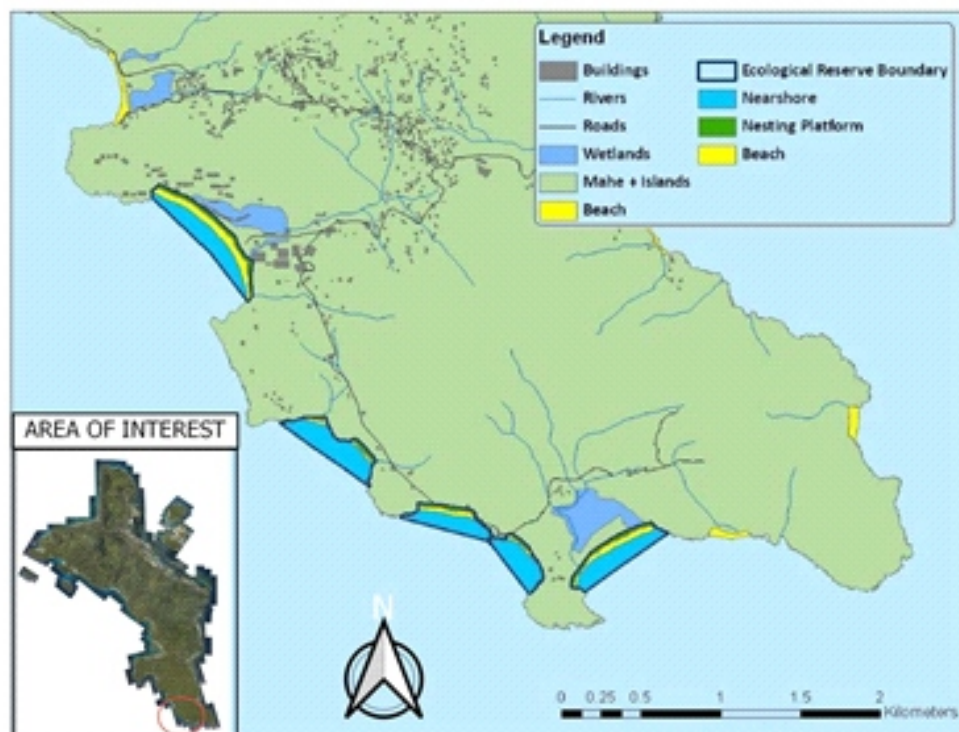 Legend
Buildings
Rivers
Roads
Wetlands
Mahe + Islands
Beach
Ecological Reserve Boundary
Nearshore
Nesting Platform
Beach
AREA OF INTEREST
N
0 0.25 0.5 1 1.5 2
Kilometers